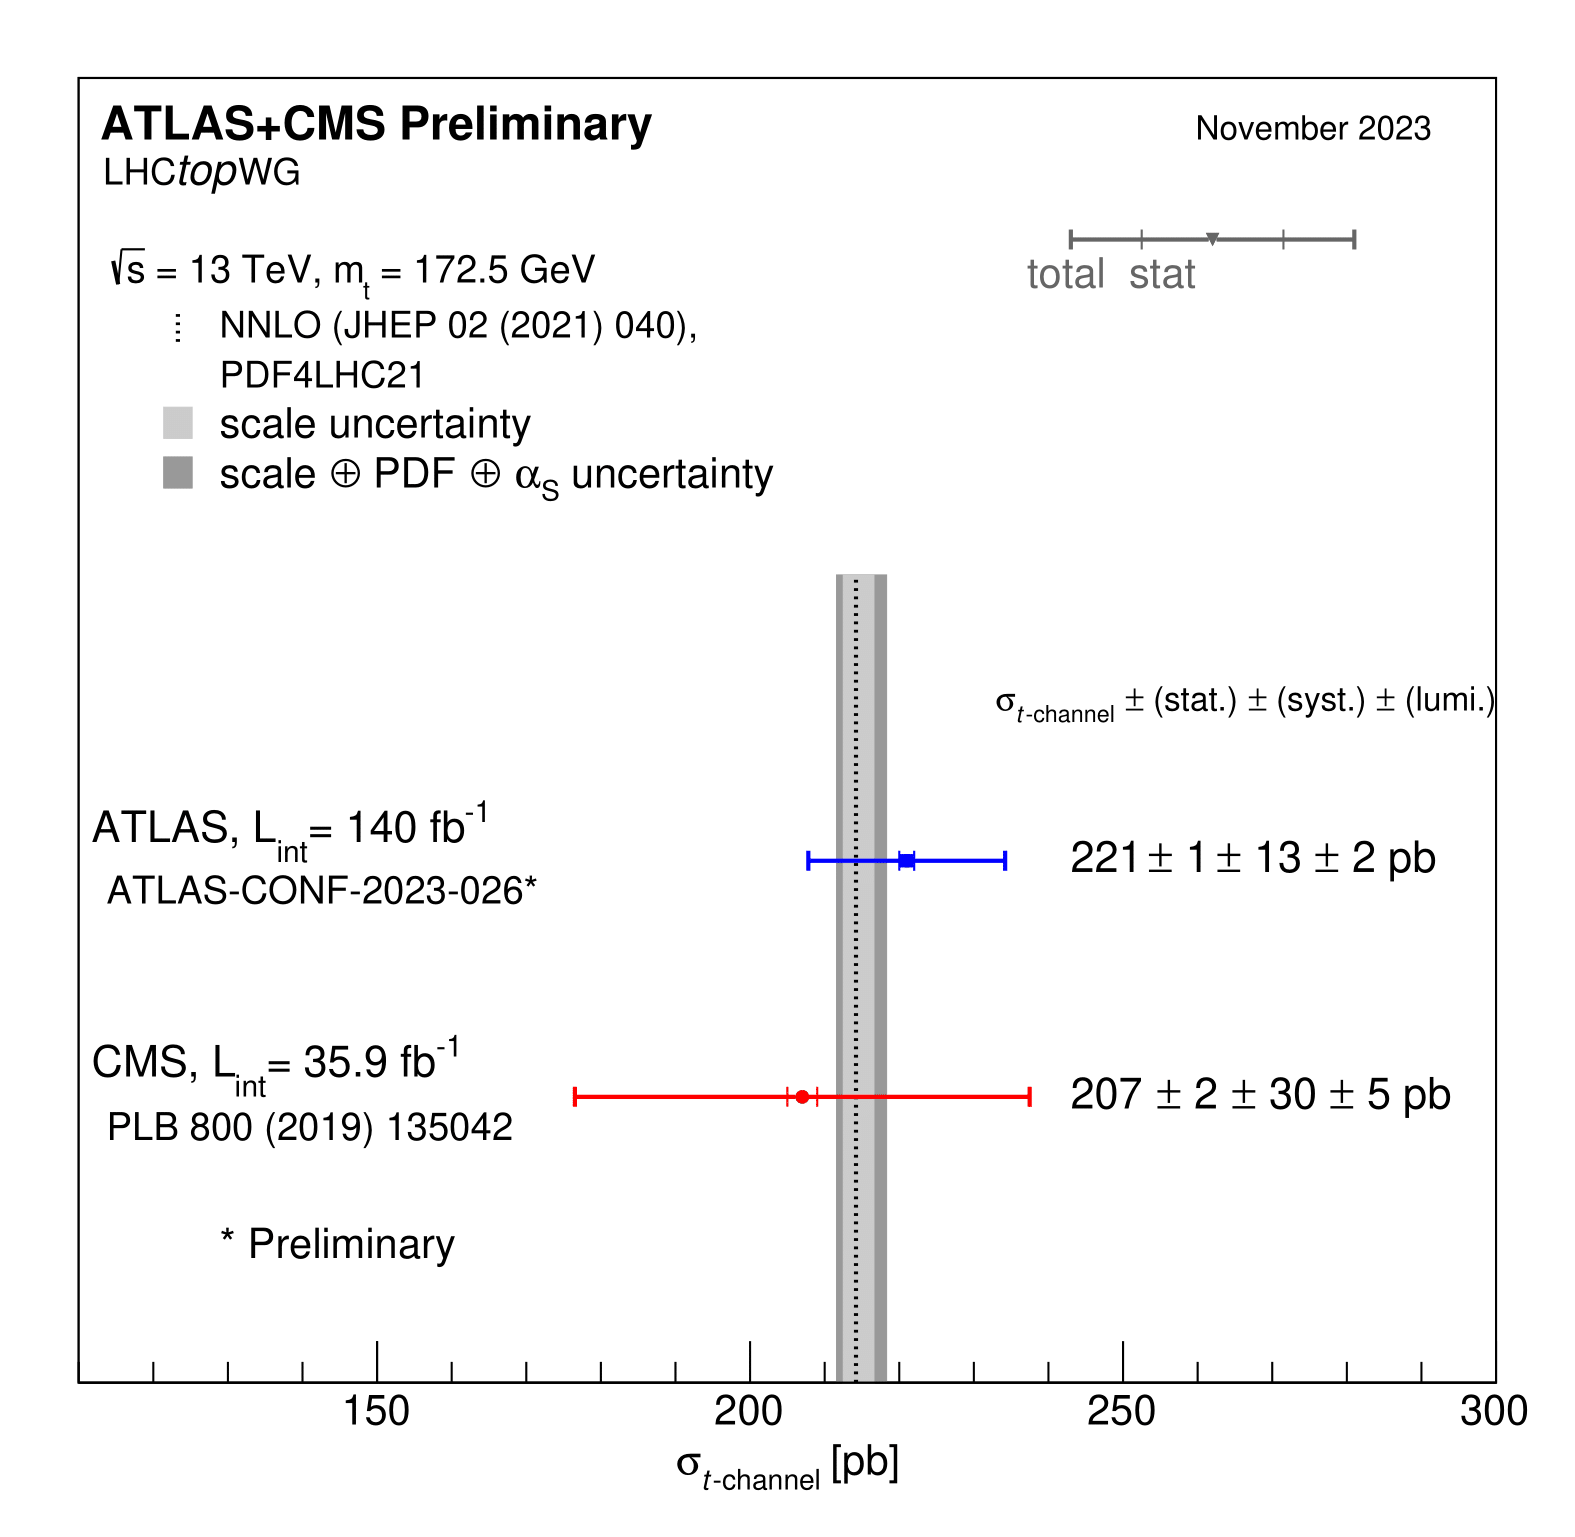 ATLAS+CMS Preliminary
November 2023
LHCtopWG
√s = 13 TeV, mt = 172.5 GeV
total stat
NNLO (JHEP 02 (2021) 040),
PDF4LHC21
scale uncertainty
scale ⊕ PDF ⊕ αS uncertainty
σt-channel ± (stat.) ± (syst.) ± (lumi.)
ATLAS, Lint= 140 fb-1
221 ± 1 ± 13 ± 2 pb
ATLAS-CONF-2023-026*
CMS, Lint= 35.9 fb-1
207 ± 2 ± 30 ± 5 pb
PLB 800 (2019) 135042
* Preliminary
150 200 250 300
σt-channel [pb]